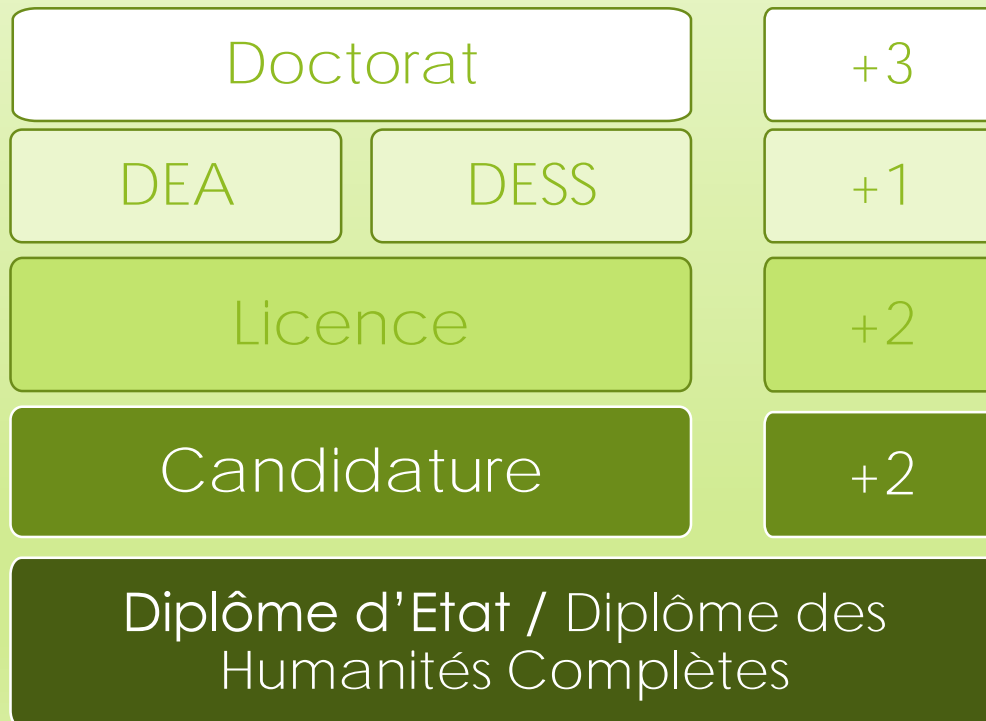 Doctorat +3
DEA DESS +1
Licence +2
Candidature +2
Diplôme d’Etat / Diplôme des
Humanités Complètes